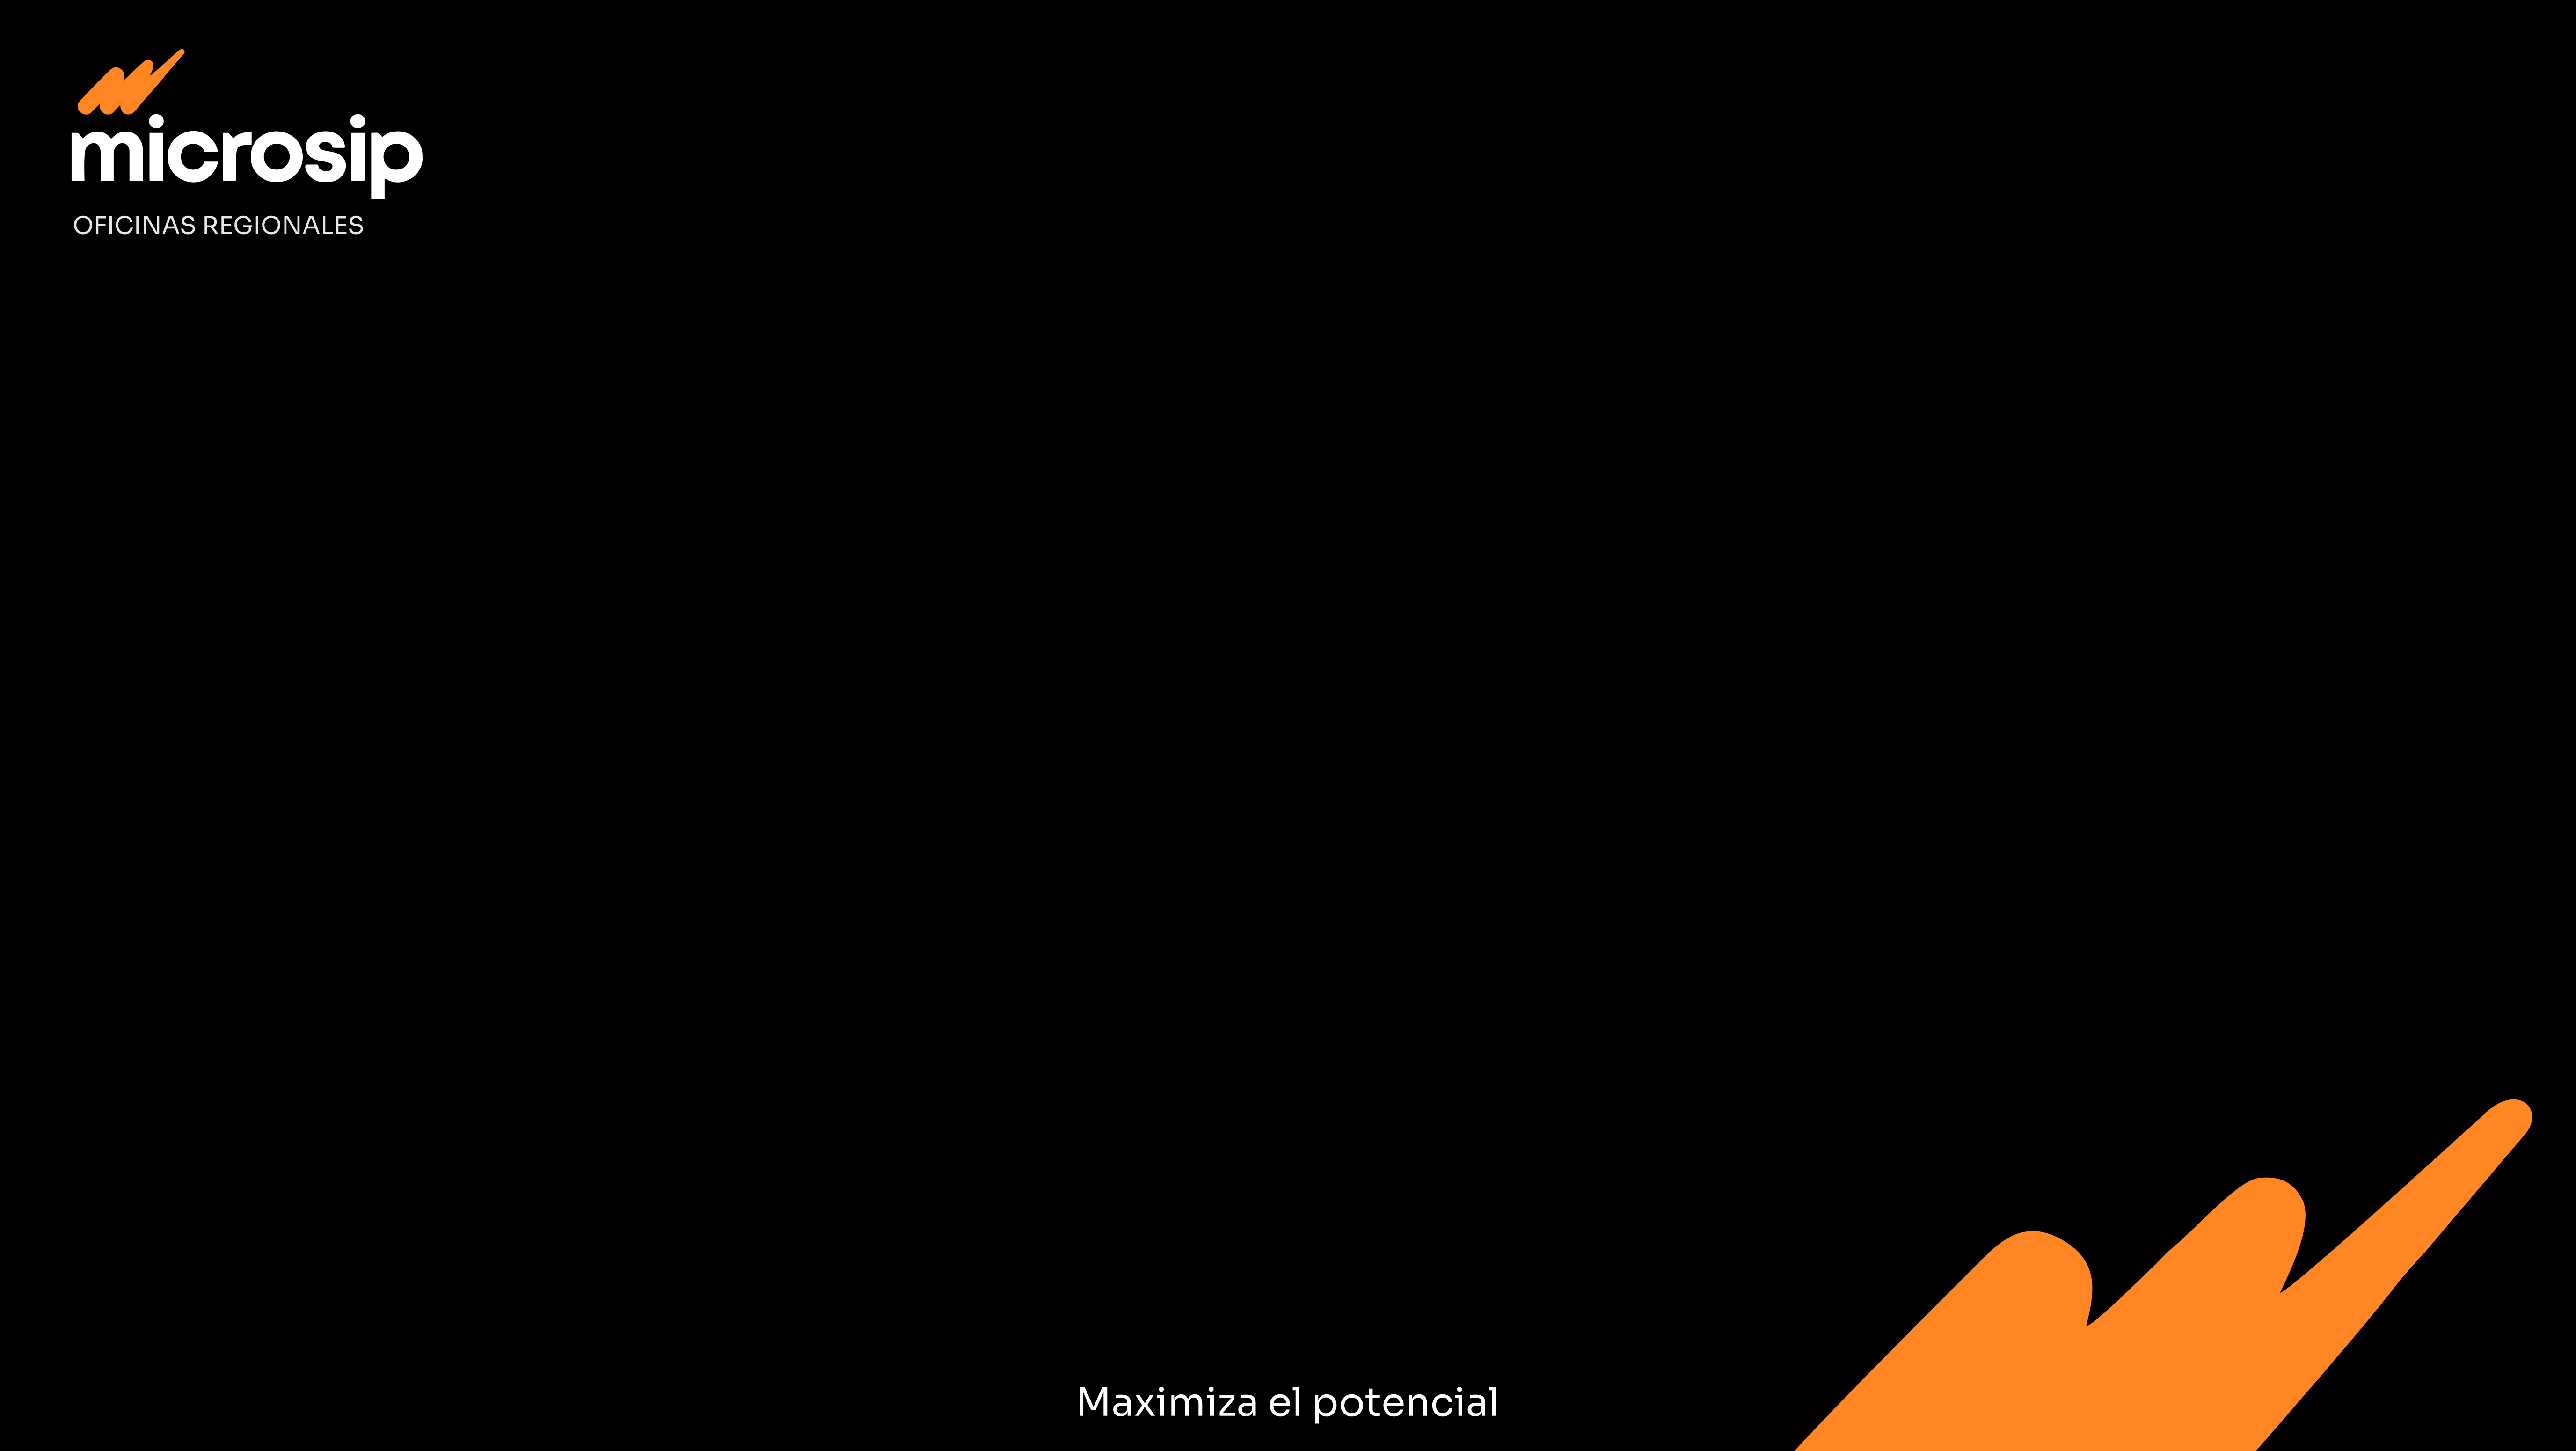 microsip
OFICINAS REGIONALES
Maximiza el potencial